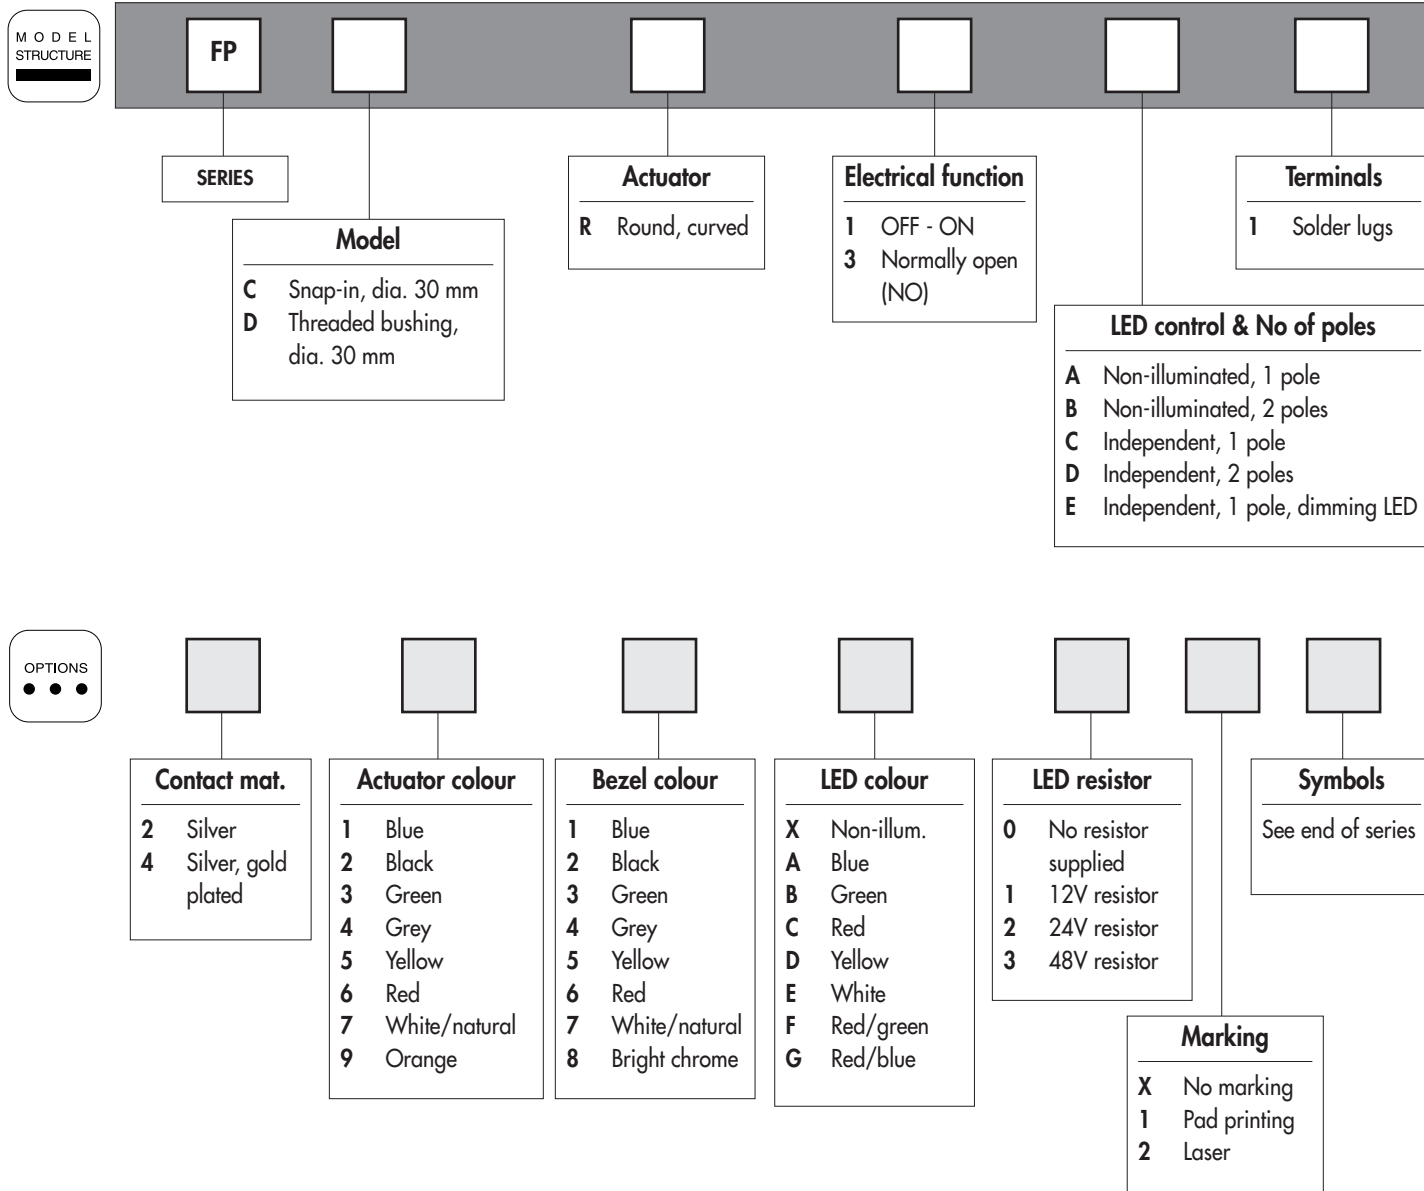 MODEL
STRUCTURE
FP
SERIES
Model
C Snap-in, dia. 30 mm
D Threaded bushing,
dia. 30 mm
Actuator
R Round, curved
Electrical function
1 OFF - ON
3 Normally open
(NO)
LED control & No of poles
A Non-illuminated, 1 pole
B Non-illuminated, 2 poles
C Independent, 1 pole
D Independent, 2 poles
E Independent, 1 pole, dimming LED
Terminals
1 Solder lugs
OPTIONS
Contact mat.
2 Silver
4 Silver, gold
plated
Actuator colour
1 Blue
2 Black
3 Green
4 Grey
5 Yellow
6 Red
7 White/natural
9 Orange
Bezel colour
1 Blue
2 Black
3 Green
4 Grey
5 Yellow
6 Red
7 White/natural
8 Bright chrome
LED colour
X Non-illum.
A Blue
B Green
C Red
D Yellow
E White
F Red/green
G Red/blue
LED resistor
0 No resistor
supplied
1 12V resistor
2 24V resistor
3 48V resistor
Marking
X No marking
1 Pad printing
2 Laser
Symbols
See end of series